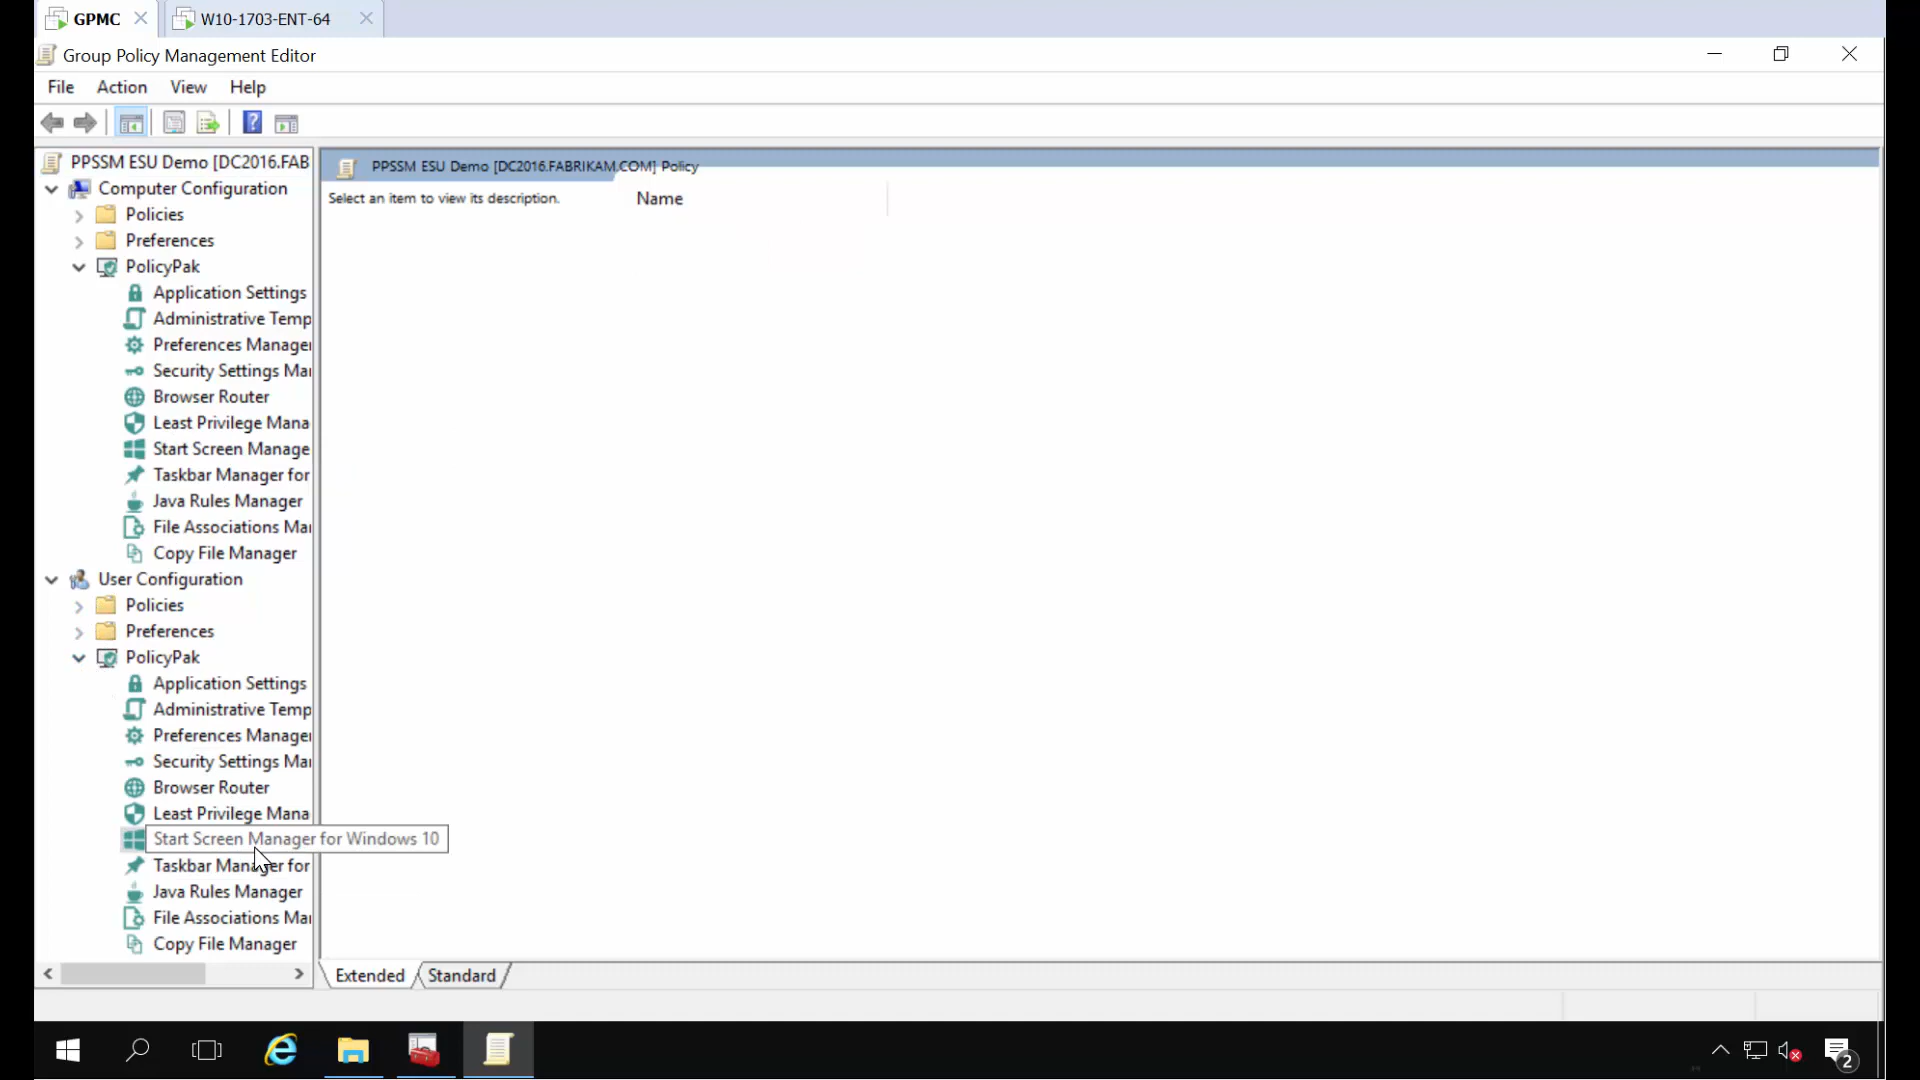 GPMC
W10-1703-ENT-64
Group Policy Management Editor
File Action View Help
PPSSM ESU Demo [DC2016.FAB
Computer Configuration
Policies
Preferences
PolicyPak
Application Settings
Administrative Temp
Preferences Manager
Security Settings Ma
Browser Router
Least Privilege Mana
Start Screen Manage
Taskbar Manager for
Java Rules Manager
File Associations Ma
Copy File Manager
User Configuration
Policies
Preferences
PolicyPak
Application Settings
Administrative Temp
Preferences Manager
Security Settings Ma
Browser Router
Least Privilege Mana
Start Screen Manager for Windows 10
Taskbar Manager for
Java Rules Manager
File Associations Ma
Copy File Manager
PPSSM ESU Demo [DC2016.FABRIKAM.COM] Policy
Select an item to view its description.
Name
Extended Standard
2